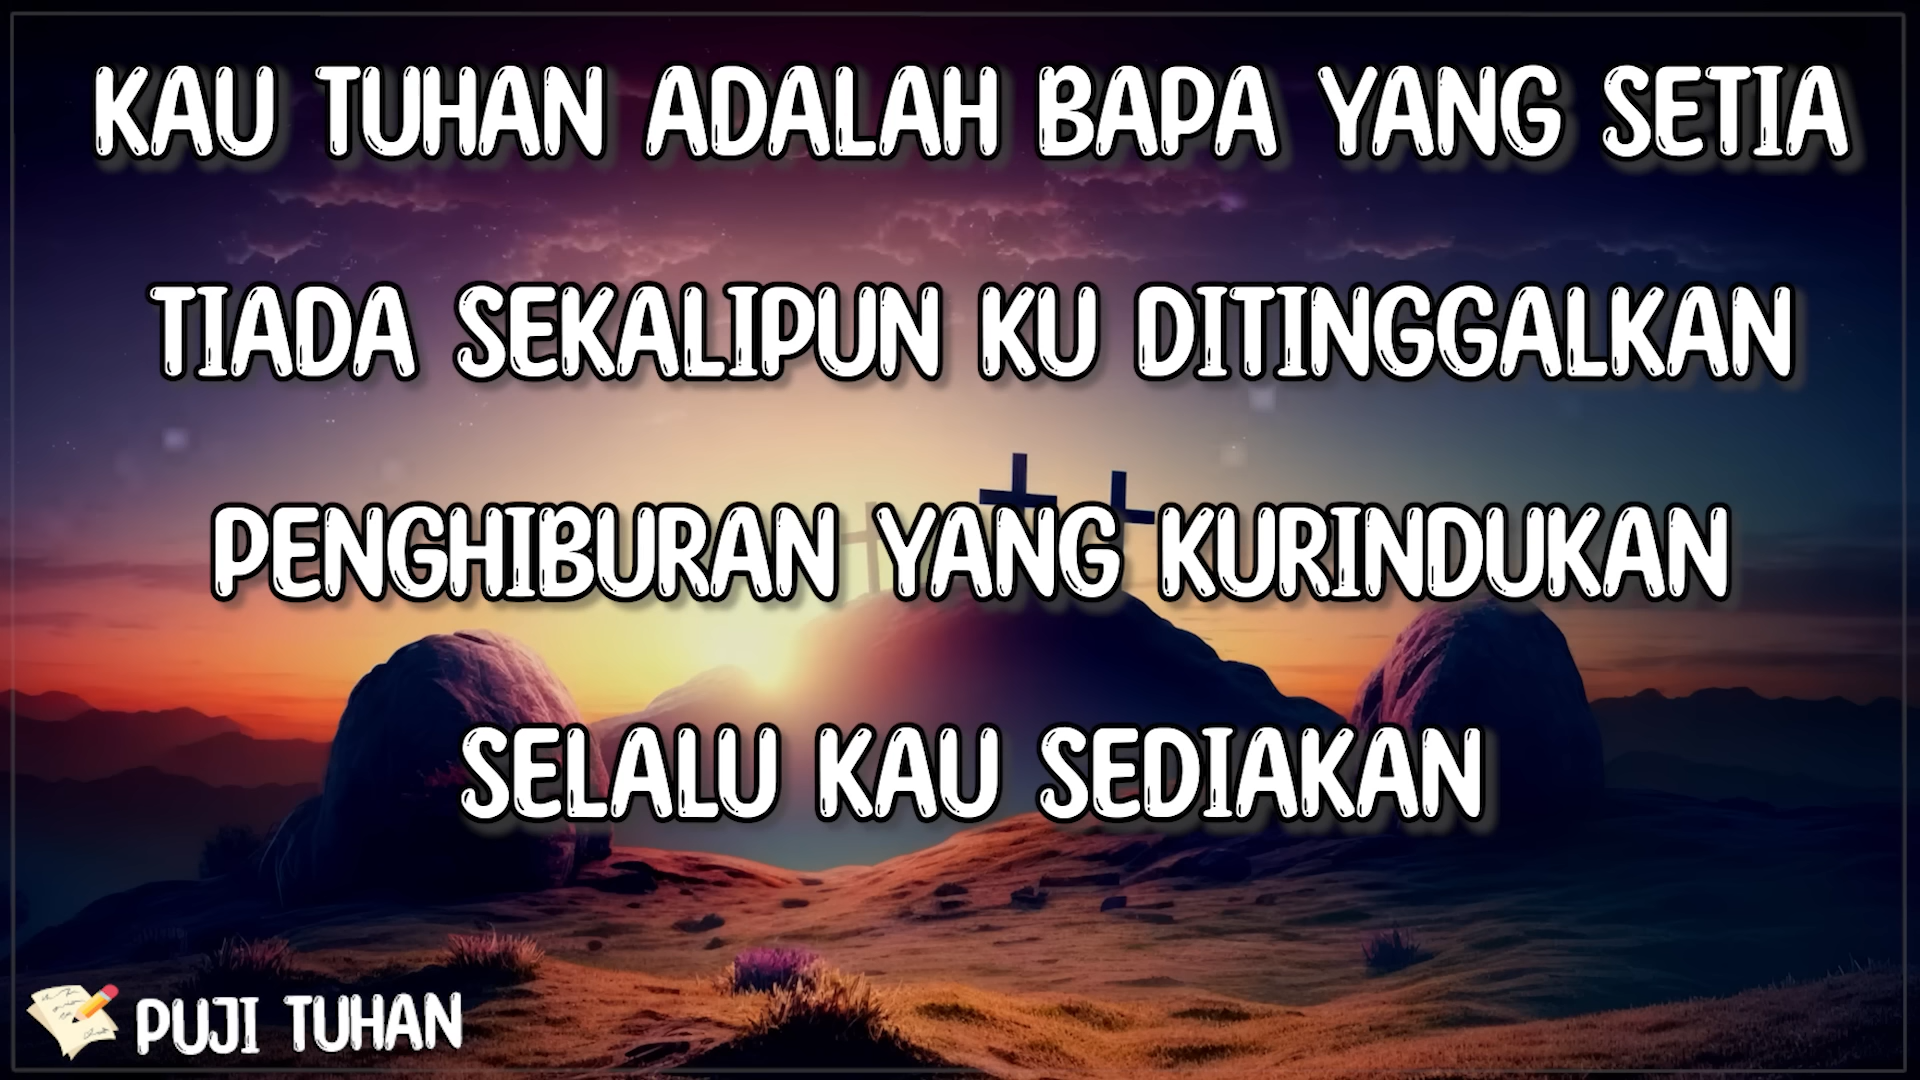 KAU TUHAN ADALAH BAPA YANG SETIA
TIADA SEKALIPUN KU DITINGGALKAN
PENGHIBURAN YANG KURINDUKAN
SELALU KAU SEDIAKAN
PUJI TUHAN